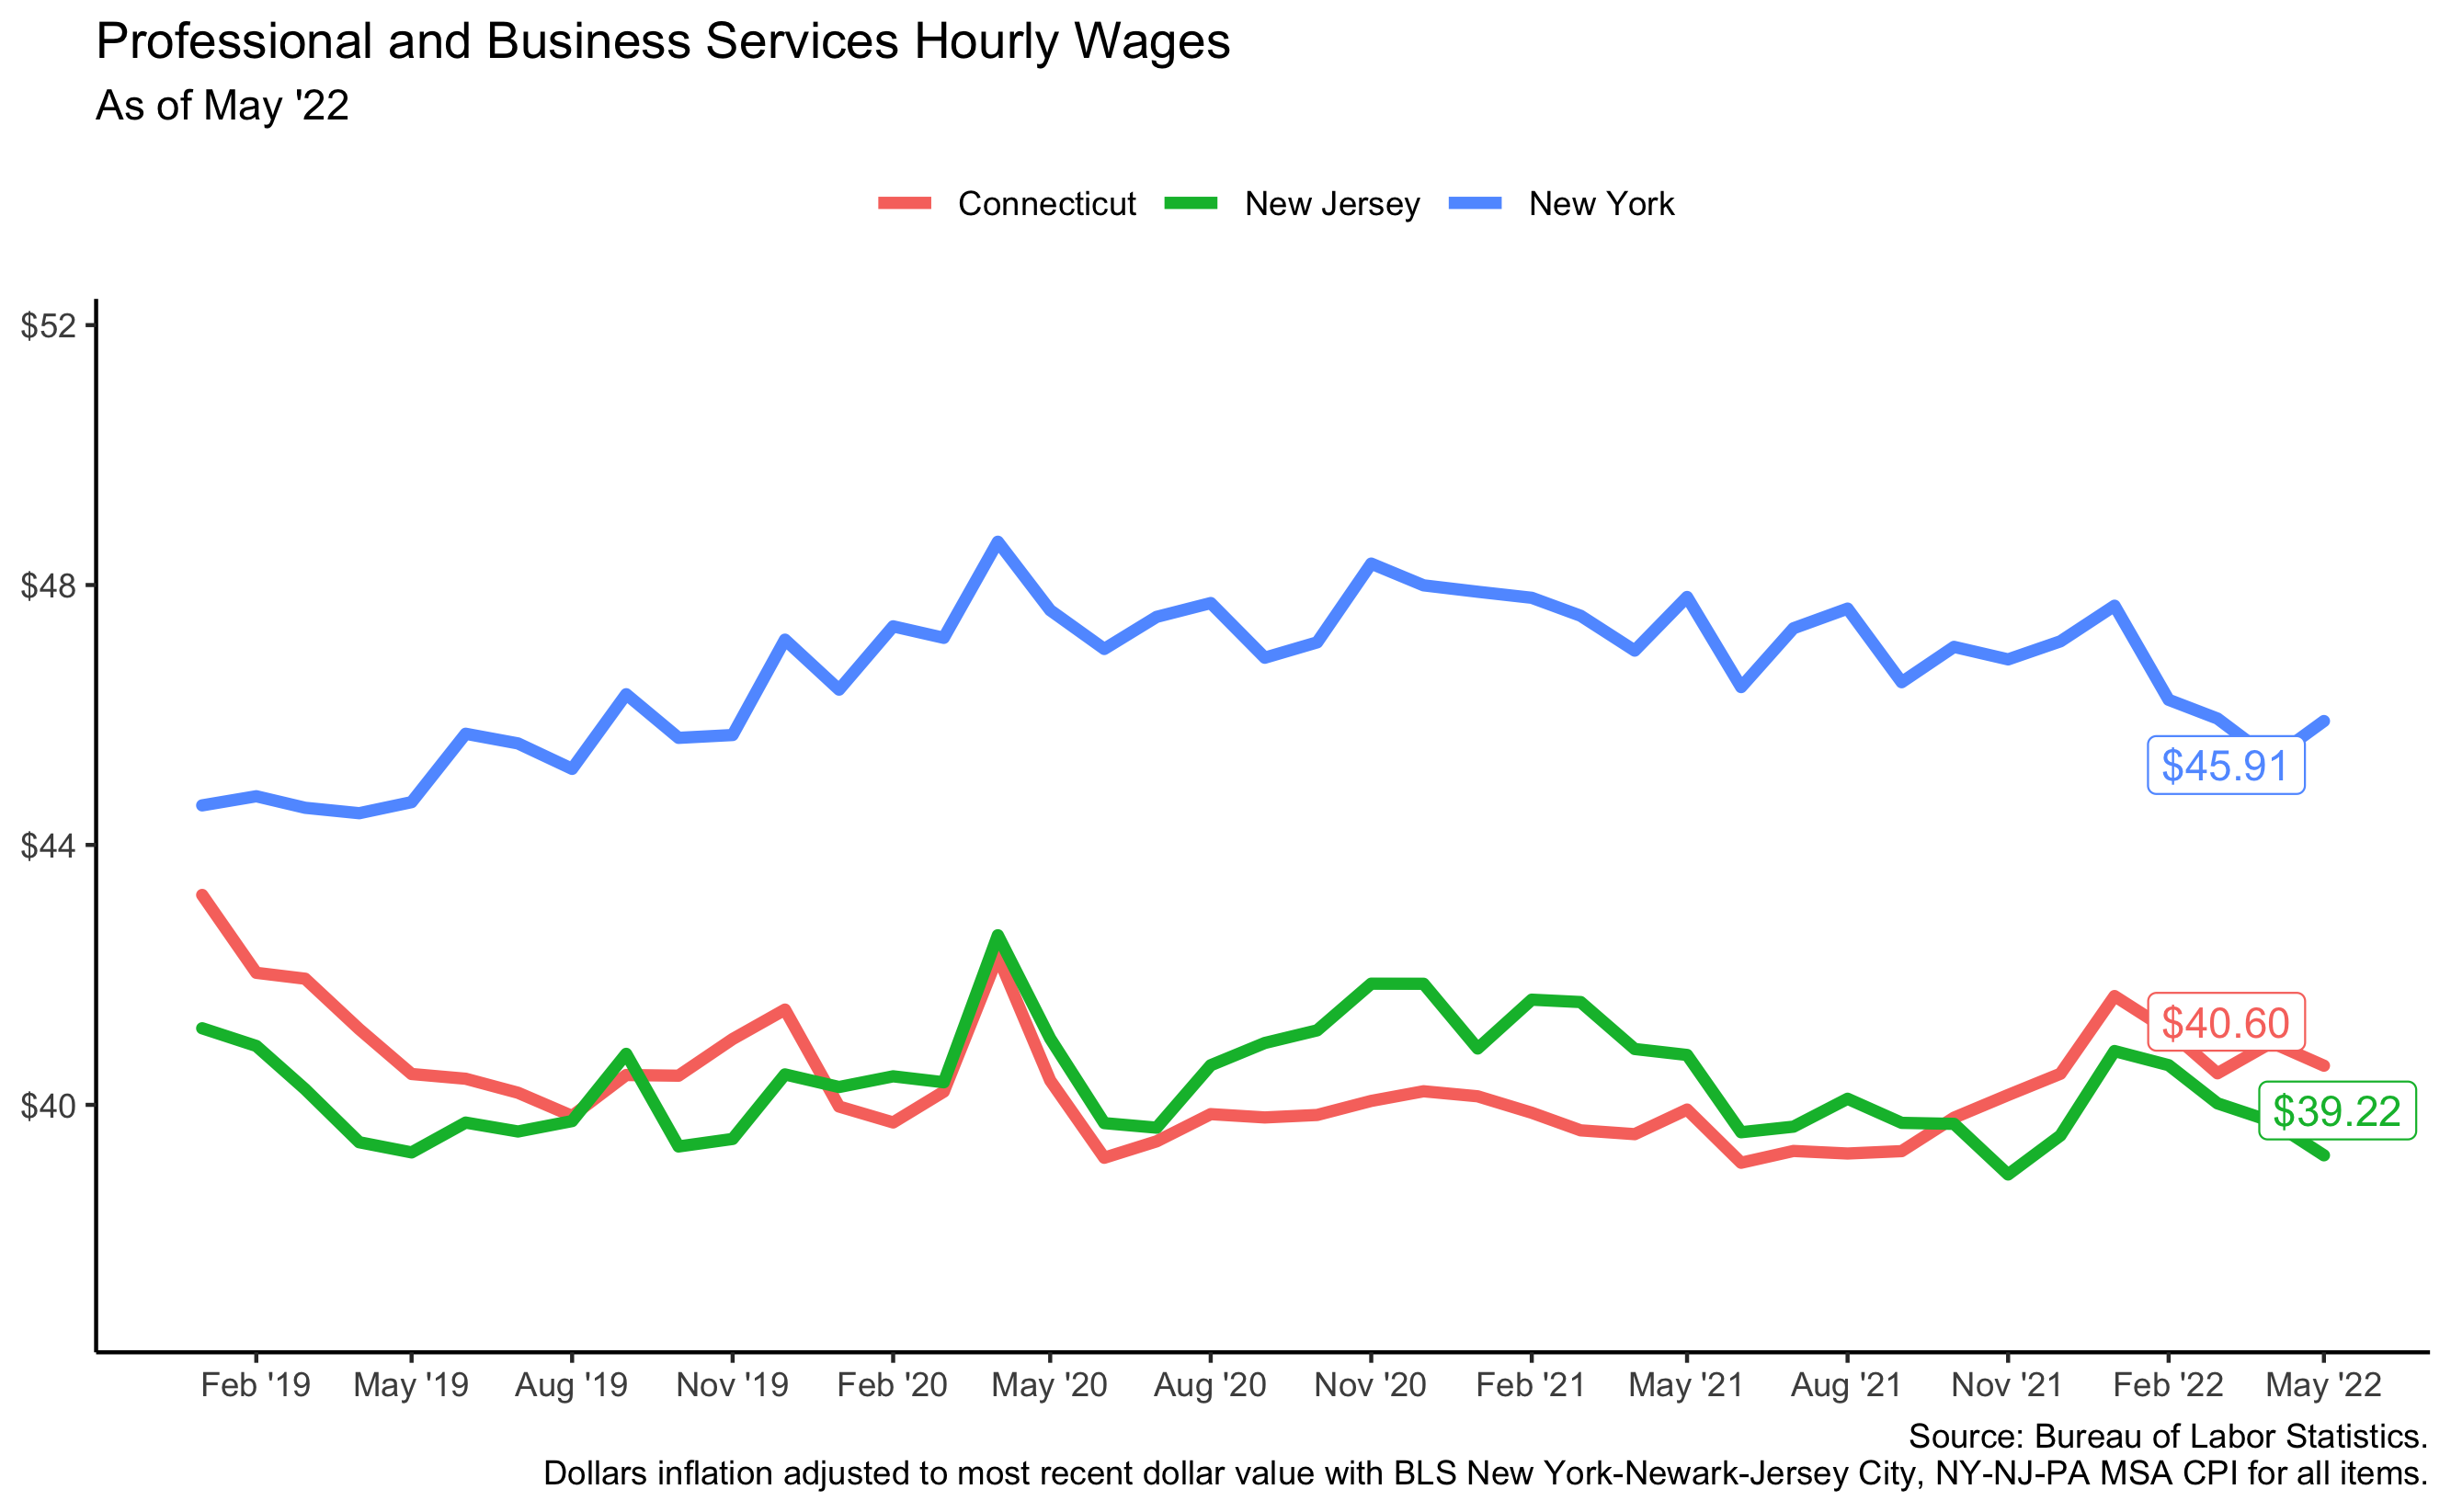 Professional and Business Services Hourly Wages
As of May '22
Connecticut New Jersey New York
$52
$48
$44
$40
$45.91
$40.60
$39.22
Feb '19 May '19 Aug '19 Nov '19 Feb '20 May '20 Aug '20 Nov '20 Feb '21 May '21 Aug '21 Nov '21 Feb '22 May '22
Source: Bureau of Labor Statistics.
Dollars inflation adjusted to most recent dollar value with BLS New York-Newark-Jersey City, NY-NJ-PA MSA CPI for all items.